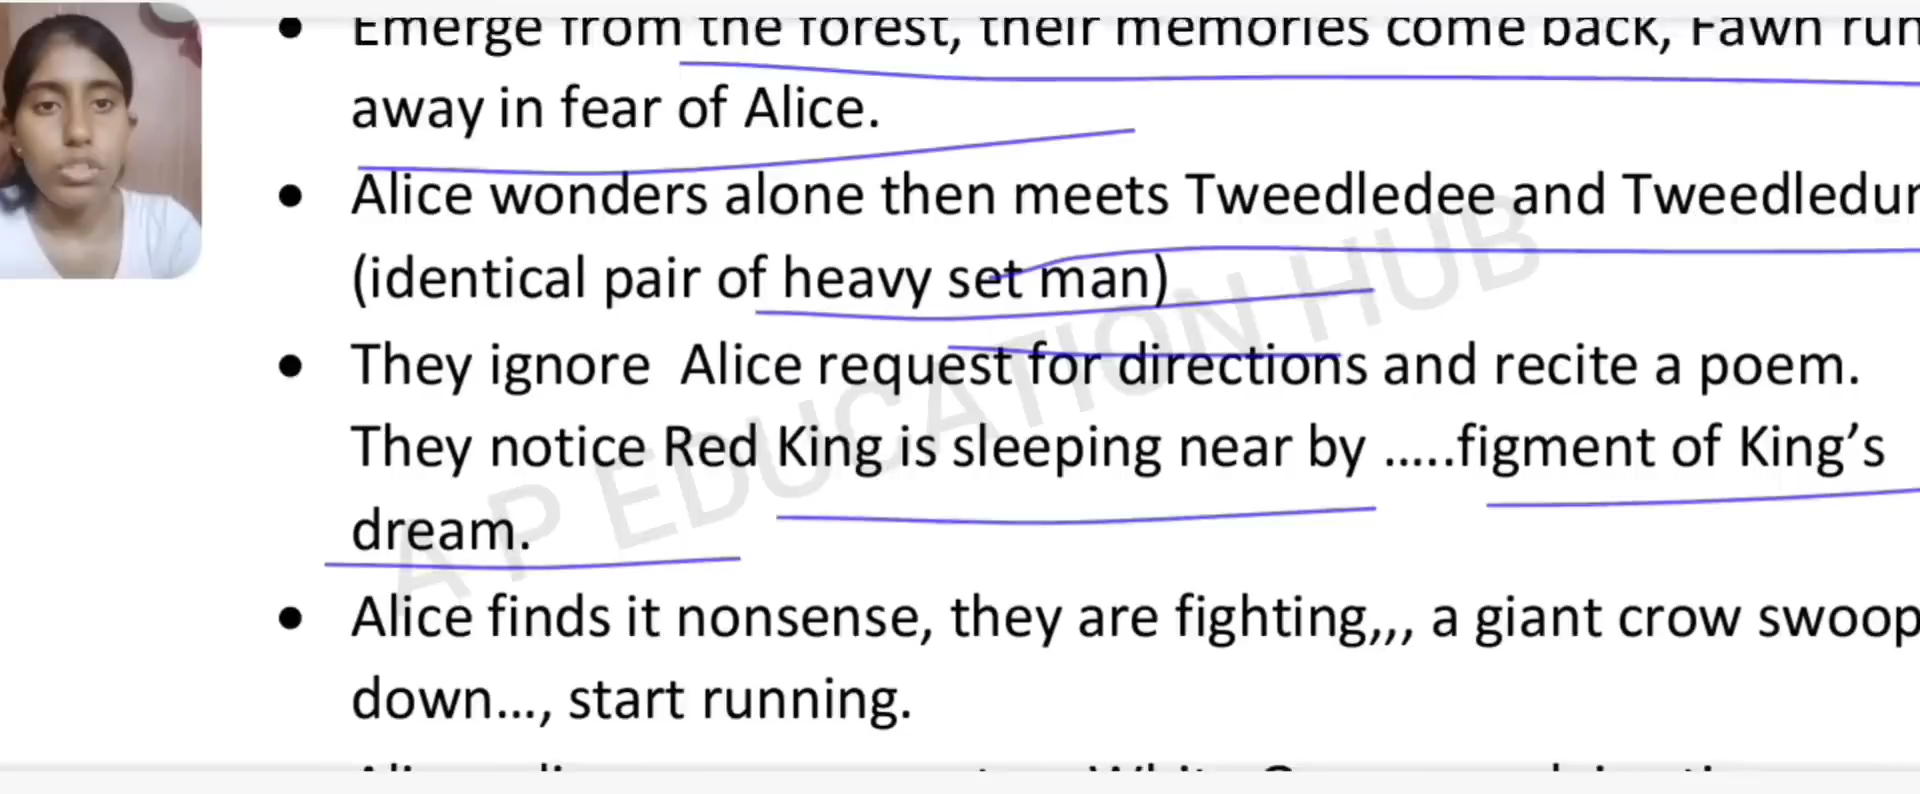 Emerge from the forest, their memories come back, Fawn run
away in fear of Alice.
Alice wonders alone then meets Tweedledee and Tweedledum
(identical pair of heavy set man)
They ignore Alice request for directions and recite a poem.
They notice Red King is sleeping near by .....figment of King's
dream.
Alice finds it nonsense, they are fighting,,, a giant crow swoop
down..., start running.
A P EDUCATION HUB